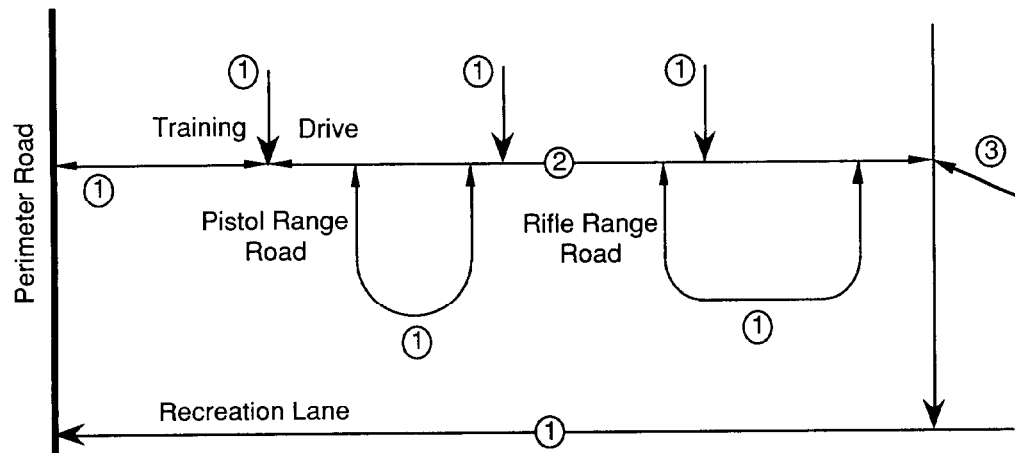 1
1
1
Training Drive
2
3
1
Perimeter Road
Pistol Range
Road
Rifle Range
Road
1
1
Recreation Lane
1